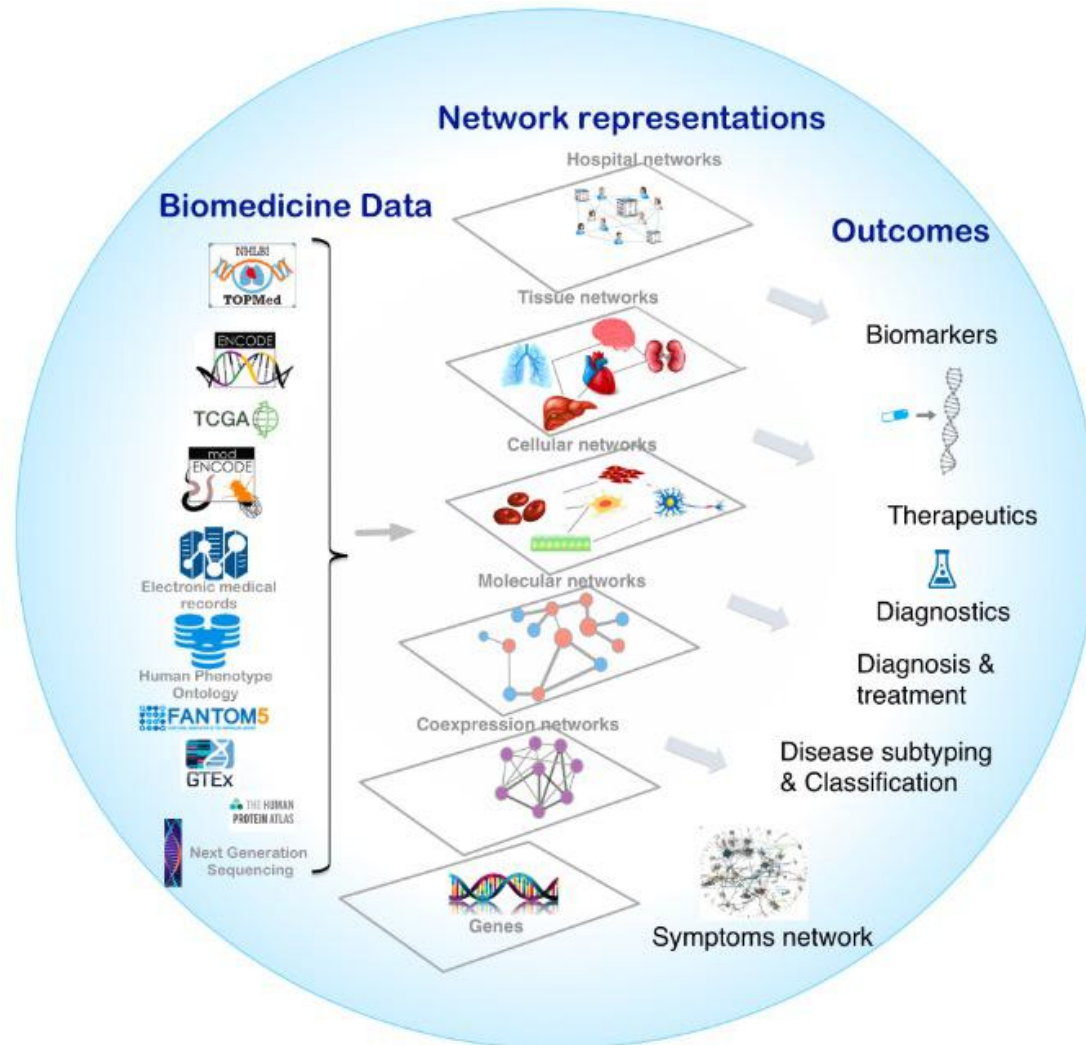 Network representations
Hospital networks
Biomedicine Data
Outcomes
NHLBI
TOPMed
ENCODE
TCGA
mod
ENCODE
Electronic medical
records
Human Phenotype
Ontology
FANTOM5
GTEx
THE HUMAN
PROTEIN ATLAS
Next Generation
Sequencing
Tissue networks
Cellular networks
Molecular networks
Coexpression networks
Genes
Biomarkers
Therapeutics
Diagnostics
Diagnosis &
treatment
Disease subtyping
& Classification
Symptoms network